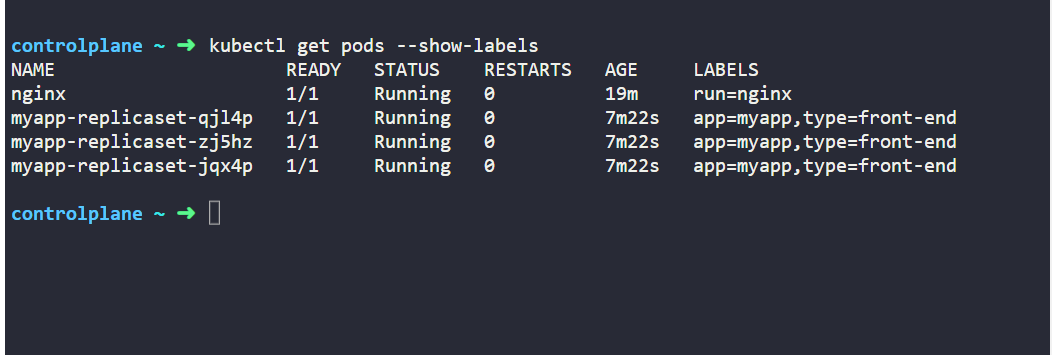 controlplane ~ ➜ kubectl get pods --show-labels
NAME READY STATUS RESTARTS AGE LABELS
nginx 1/1 Running 0 19m run=nginx
myapp-replicaset-qjl4p 1/1 Running 0 7m22s app=myapp,type=front-end
myapp-replicaset-zj5hz 1/1 Running 0 7m22s app=myapp,type=front-end
myapp-replicaset-jqx4p 1/1 Running 0 7m22s app=myapp,type=front-end
controlplane ~ ➜